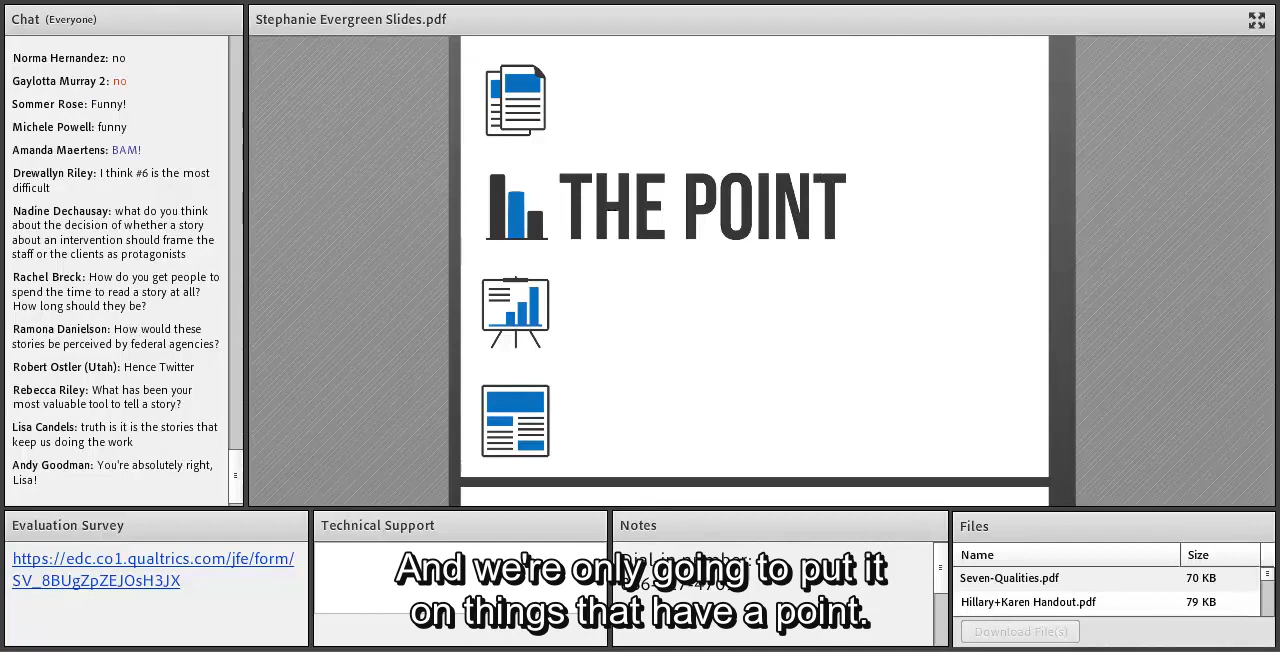 Chat (Everyone)
Norma Hernandez: no
Gaylotta Murray 2: no
Sommer Rose: Funny!
Michele Powell: funny
Amanda Maertens: BAM!
Drewallyn Riley: I think #6 is the most
difficult
Nadine Dechausay: what do you think
about the decision of whether a story
about an intervention should frame the
staff or the clients as protagonists
Rachel Breck: How do you get people to
spend the time to read a story at all?
How long should they be?
Ramona Danielson: How would these
stories be perceived by federal agencies?
Robert Ostler (Utah): Hence Twitter
Rebecca Riley: What has been your
most valuable tool to tell a story?
Lisa Candels: truth is it is the stories that
keep us doing the work
Andy Goodman: You're absolutely right,
Lisa!
Stephanie Evergreen Slides.pdf
THE POINT
Evaluation Survey
https://edc.co1.qualtrics.com/jfe/form/
SV_8BUgZpZEJOsH3JX
Technical Support
Notes
Dial-in number:
Files
Name Size
Seven-Qualities.pdf 70 KB
Hillary+Karen Handout.pdf 79 KB
Download File(s)
And we're only going to put it
on things that have a point.